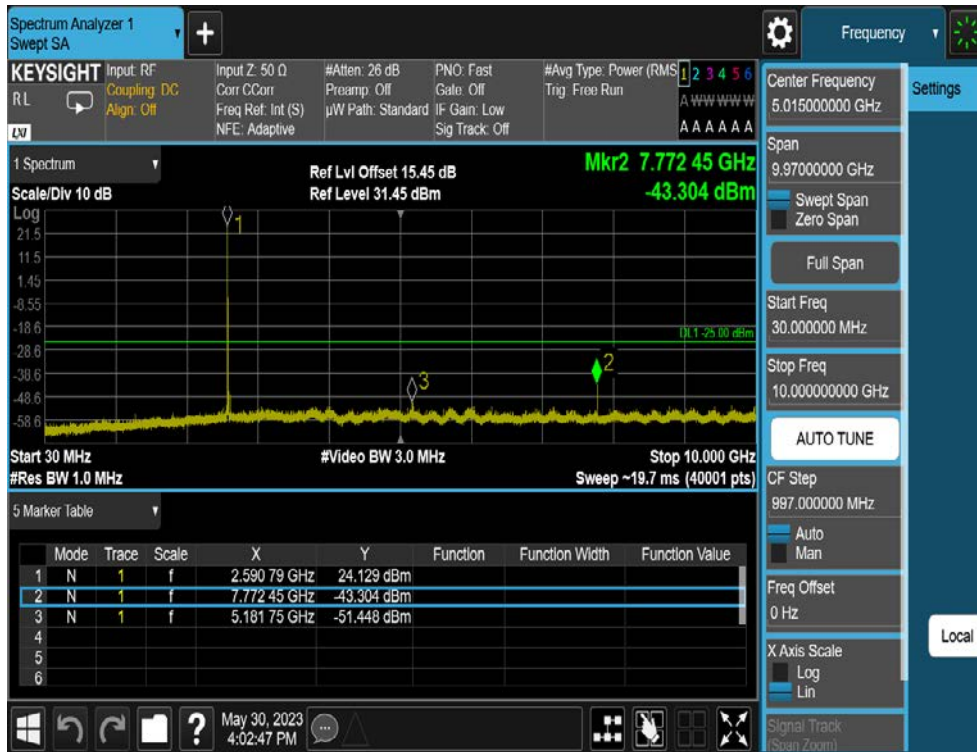 Spectrum Analyzer 1
Swept SA
+
Frequency
KEYSIGHT
RL
LXI
Input: RF
Coupling: DC
Align: Off
Input Z: 50 Ω
Corr CCorr
Freq Ref: Int (S)
NFE: Adaptive
#Atten: 26 dB
Preamp: Off
µW Path: Standard
PNO: Fast
Gate: Off
IF Gain: Low
Sig Track: Off
#Avg Type: Power (RMS
Trig: Free Run
1 2 3 4 5 6
A W W W W W
A A A A A A
1 Spectrum
Scale/Div 10 dB
Ref Lvl Offset 15.45 dB
Ref Level 31.45 dBm
Mkr2 7.772 45 GHz
-43.304 dBm
Log
21.5
11.5
1.45
-8.55
-18.6
-28.6
-38.6
-48.6
-58.6
1
2
3
DL1 -25.00 dBm
Start 30 MHz
#Video BW 3.0 MHz
Stop 10.000 GHz
#Res BW 1.0 MHz
Sweep ~19.7 ms (40001 pts)
5 Marker Table
Mode Trace Scale X Y Function Function Width Function Value
1 N 1 f 2.590 79 GHz 24.129 dBm
2 N 1 f 7.772 45 GHz -43.304 dBm
3 N 1 f 5.181 75 GHz -51.448 dBm
4
5
6
?
May 30, 2023
4:02:47 PM
Center Frequency
5.015000000 GHz
Span
9.97000000 GHz
Swept Span
Zero Span
Full Span
Start Freq
30.000000 MHz
Stop Freq
10.000000000 GHz
AUTO TUNE
CF Step
997.000000 MHz
Auto
Man
Freq Offset
0 Hz
X Axis Scale
Log
Lin
Signal Track
(Span Zoom)
Settings
Local